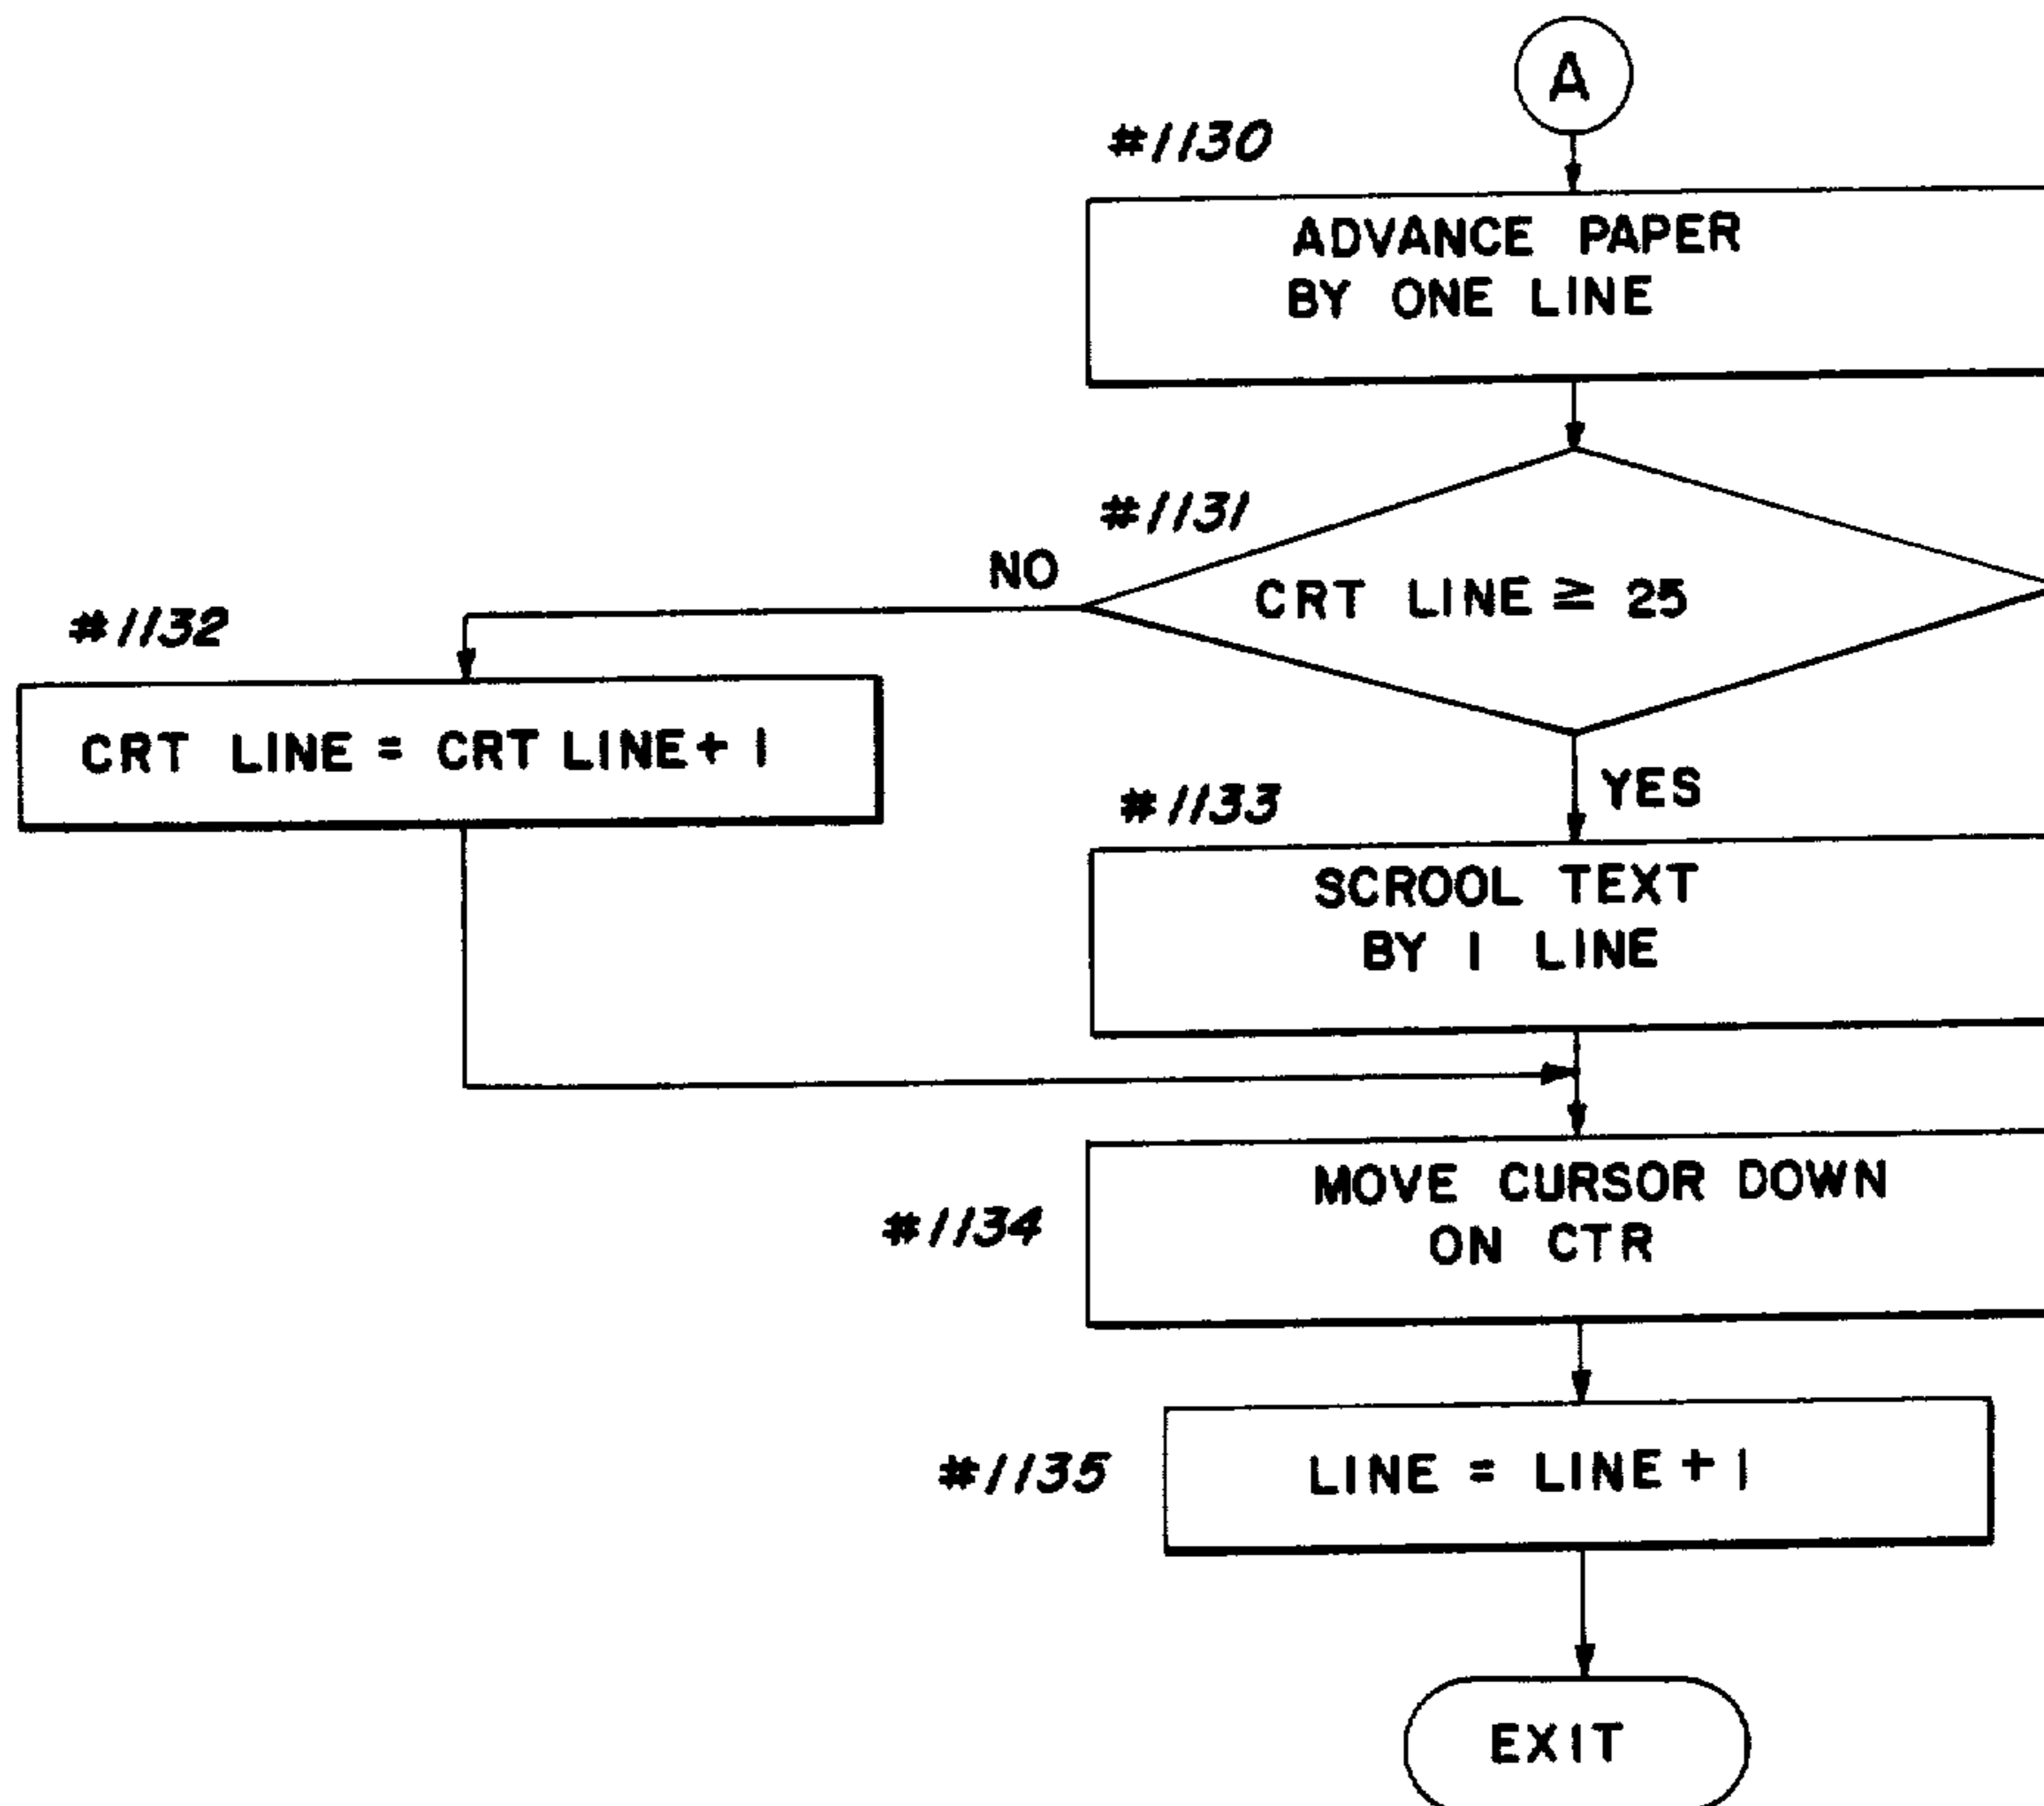 A
#1130
ADVANCE PAPER
BY ONE LINE
#1131
NO
CRT LINE ≥ 25
#1132
CRT LINE = CRT LINE + 1
YES
#1133
SCROOL TEXT
BY 1 LINE
#1134
MOVE CURSOR DOWN
ON CTR
#1135
LINE = LINE + 1
EXIT